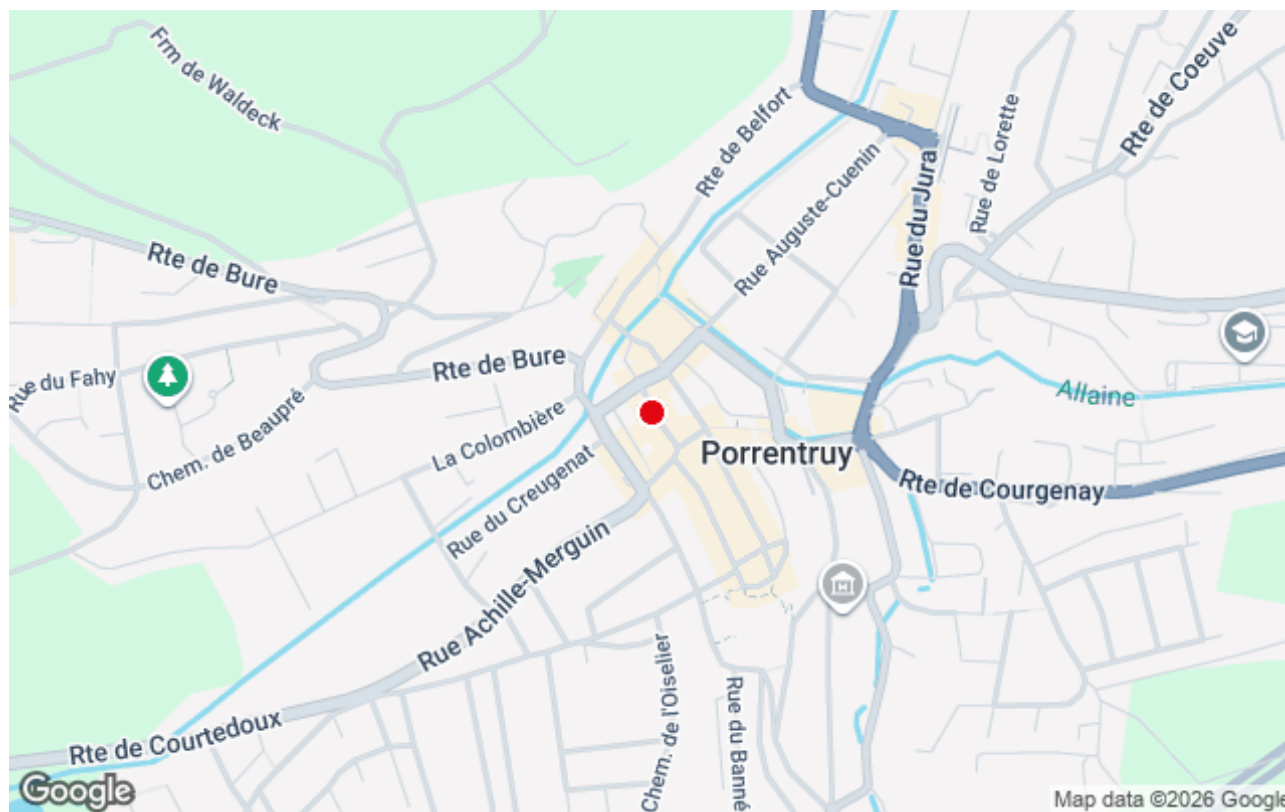 Frm de Waldeck
Rte de Belfort
Rte de Coeuve
Rue de Lorette
Rue Auguste-Cuenin
Rue du Jura
Rte de Bure
Rte de Bure
Rue du Fahy
Allaine
Chem. de Beaupré
La Colombière
Porrentruy
Rue du Creugenat
Rte de Courgenay
Rue Achille-Merguin
Chem. de l'Oiselier
Rue du Banné
Rte de Courtedoux
Google
Map data ©2026 Google